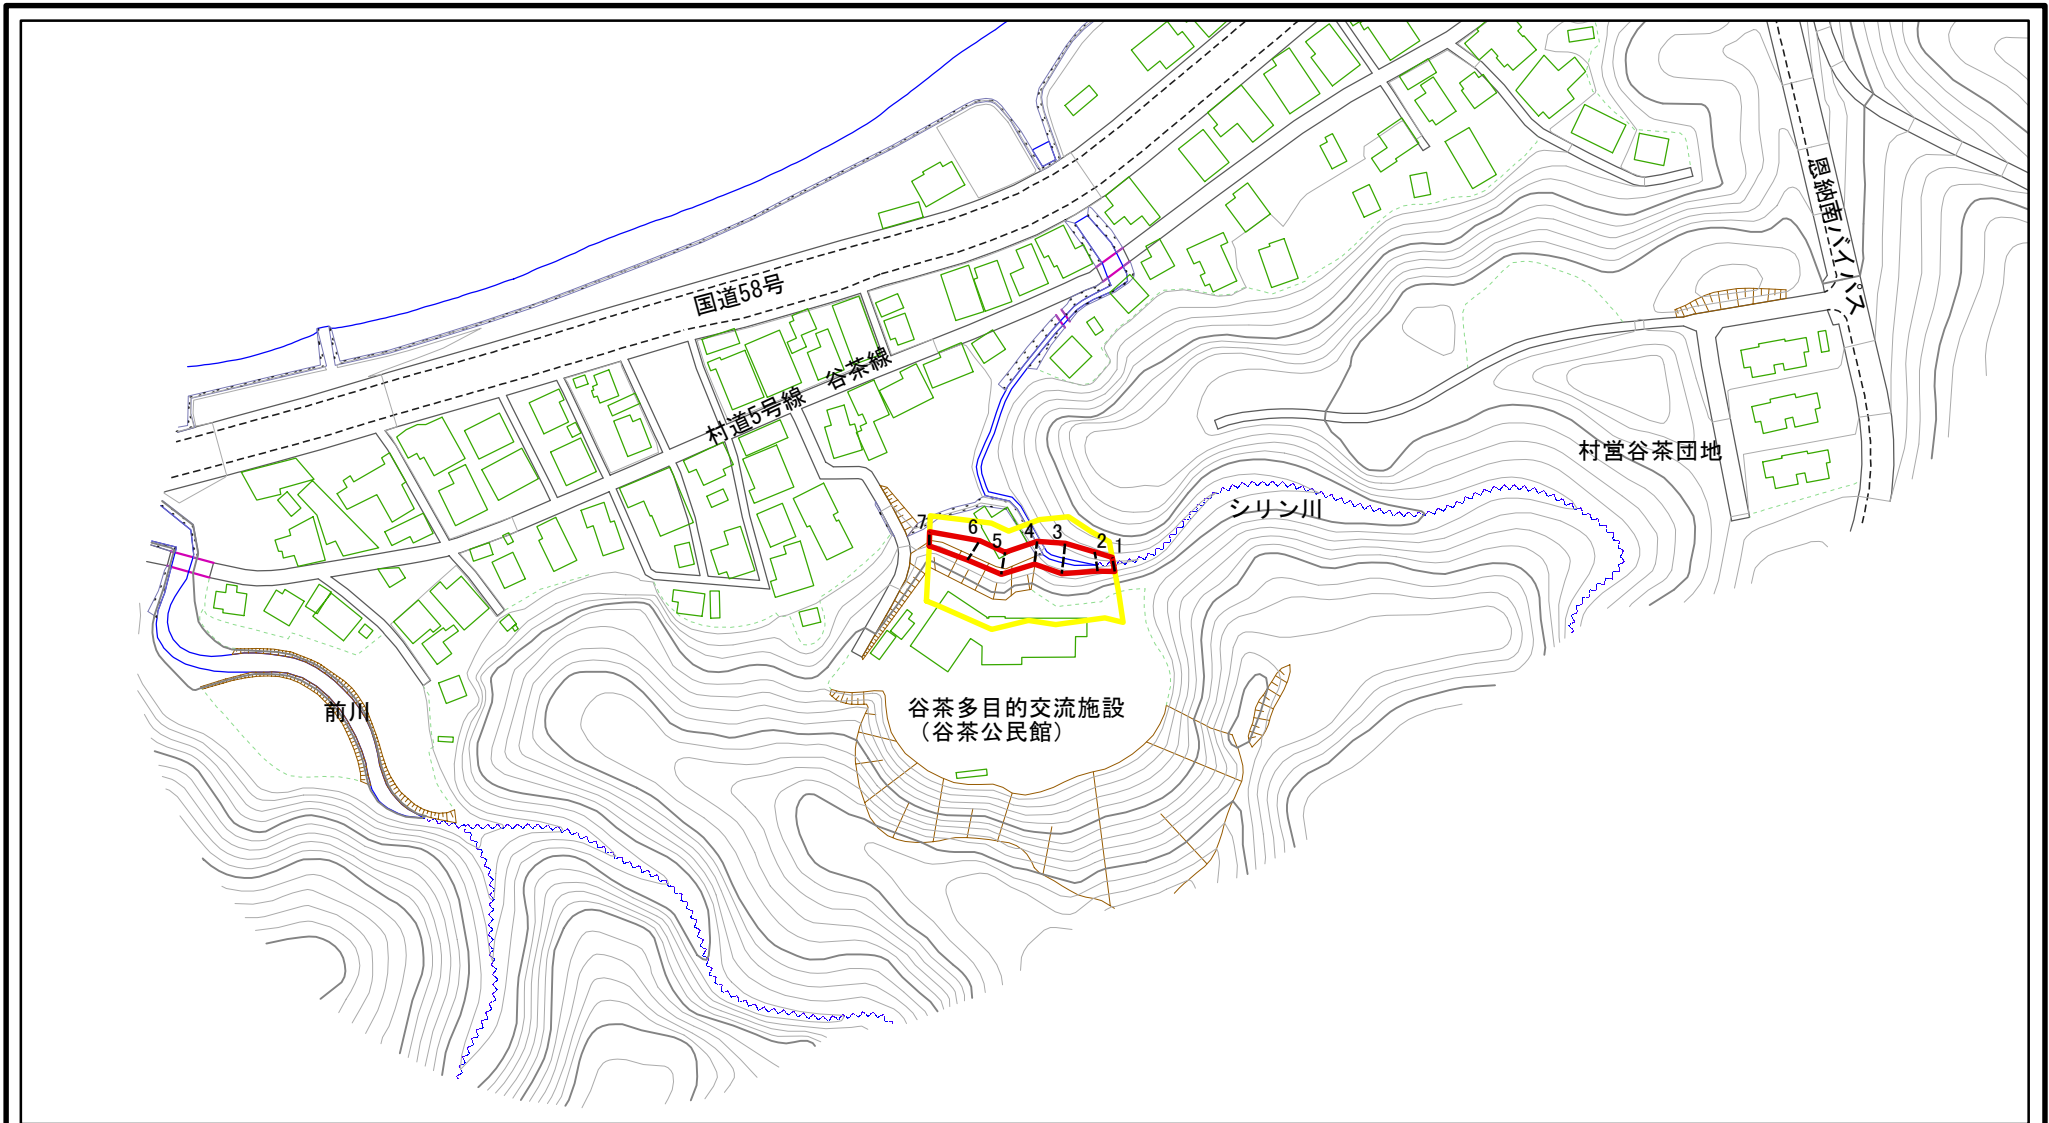 恩納南バイパス
国道58号
谷茶線
村道5号線
村営谷茶団地
シリン川
7
6
5
4
3
2
1
谷茶多目的交流施設
（谷茶公民館）
前川